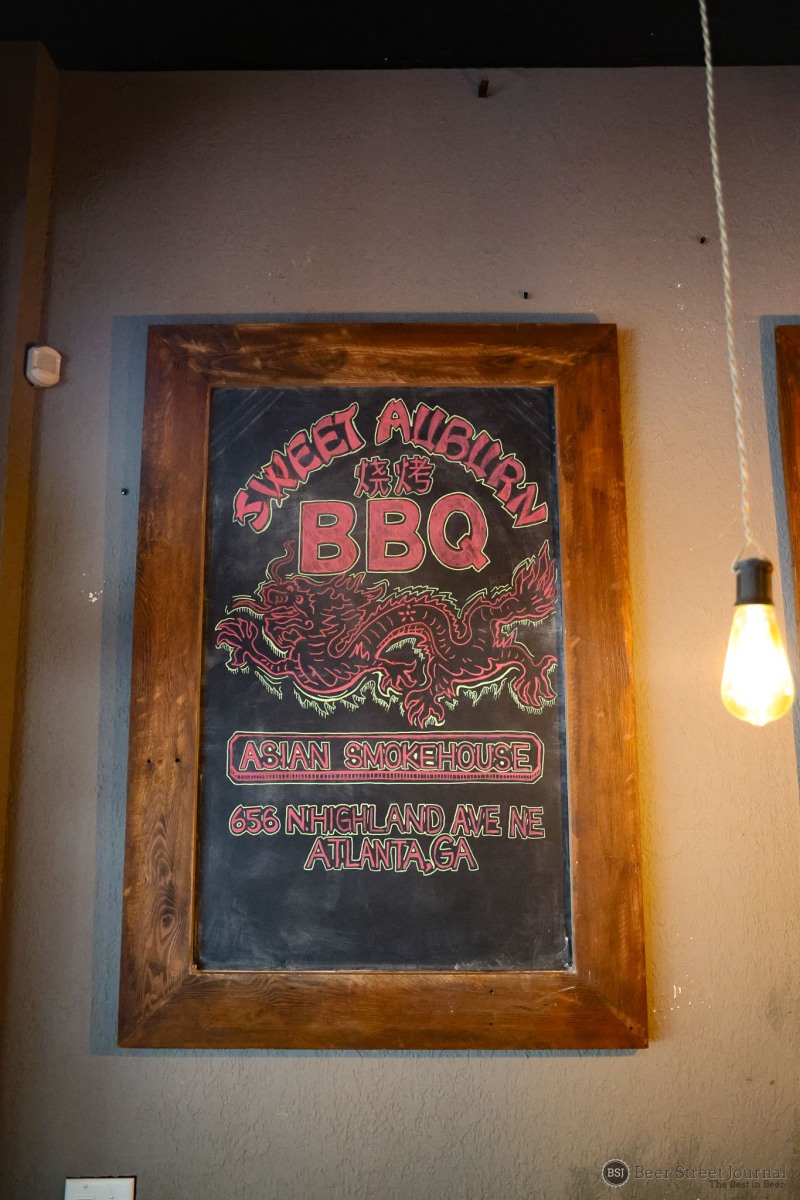 SWEET AUBURN
烧烤
BBQ
ASIAN SMOKEHOUSE
656 N HIGHLAND AVE NE
ATLANTA, GA
BSJ Beer Street Journal
The Best in Beer